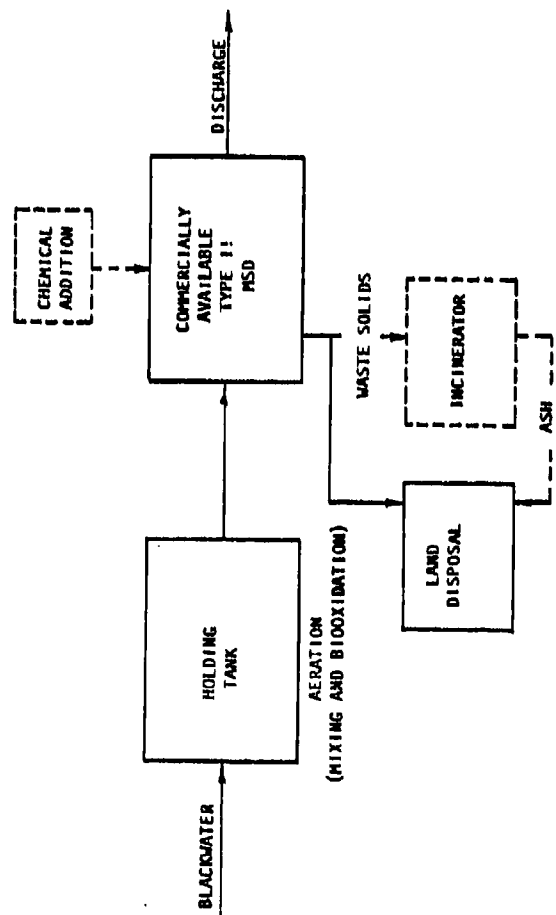 BLACKWATER
HOLDING
TANK
AERATION
(MIXING AND BIOOXIDATION)
CHEMICAL
ADDITION
COMMERCIALLY
AVAILABLE
TYPE I!
MSD
DISCHARGE
WASTE SOLIDS
LAND
DISPOSAL
INCINERATOR
ASH